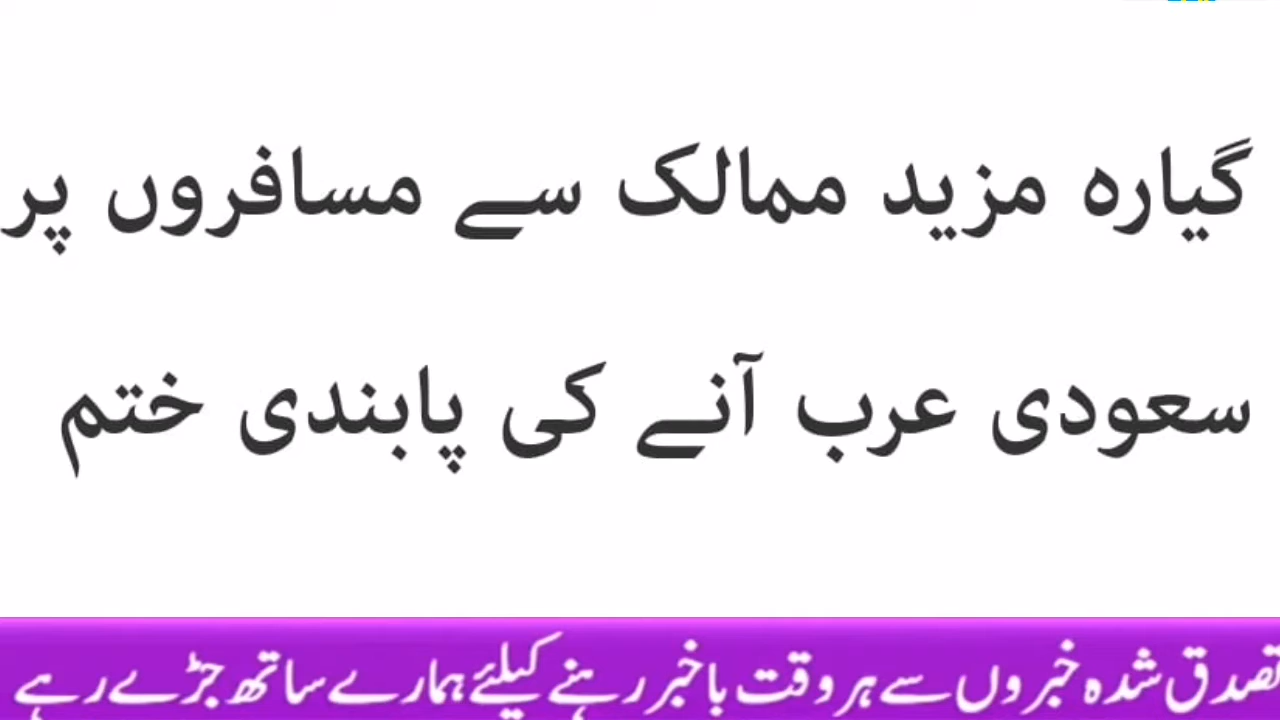 گیارہ مزید ممالک سے مسافروں پر
سعودی عرب آنے کی پابندی ختم
تصدق شدہ خبروں سے ہر وقت باخبر رہنے کیلئے ہمارے ساتھ جڑے رہے